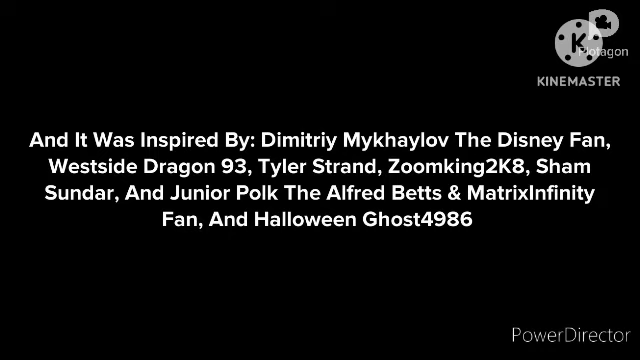 Plotagon
KINEMASTER
And It Was Inspired By: Dimitriy Mykhaylov The Disney Fan,
Westside Dragon 93, Tyler Strand, Zoomking2K8, Sham
Sundar, And Junior Polk The Alfred Betts & MatrixInfinity
Fan, And Halloween Ghost4986
PowerDirector